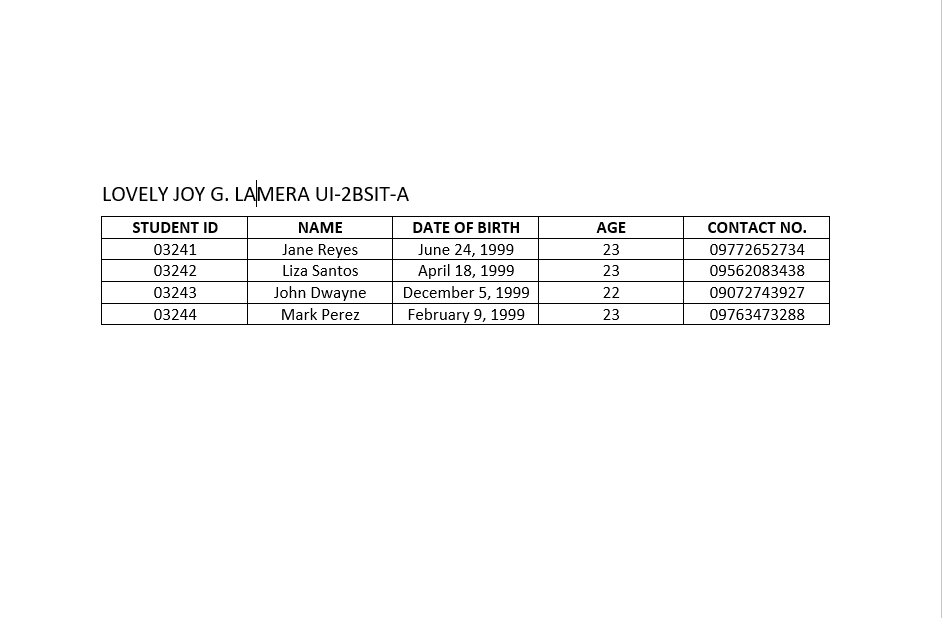 LOVELY JOY G. LAMERA UI-2BSIT-A
STUDENT ID NAME DATE OF BIRTH AGE CONTACT NO.
03241 Jane Reyes June 24, 1999 23 09772652734
03242 Liza Santos April 18, 1999 23 09562083438
03243 John Dwayne December 5, 1999 22 09072743927
03244 Mark Perez February 9, 1999 23 09763473288